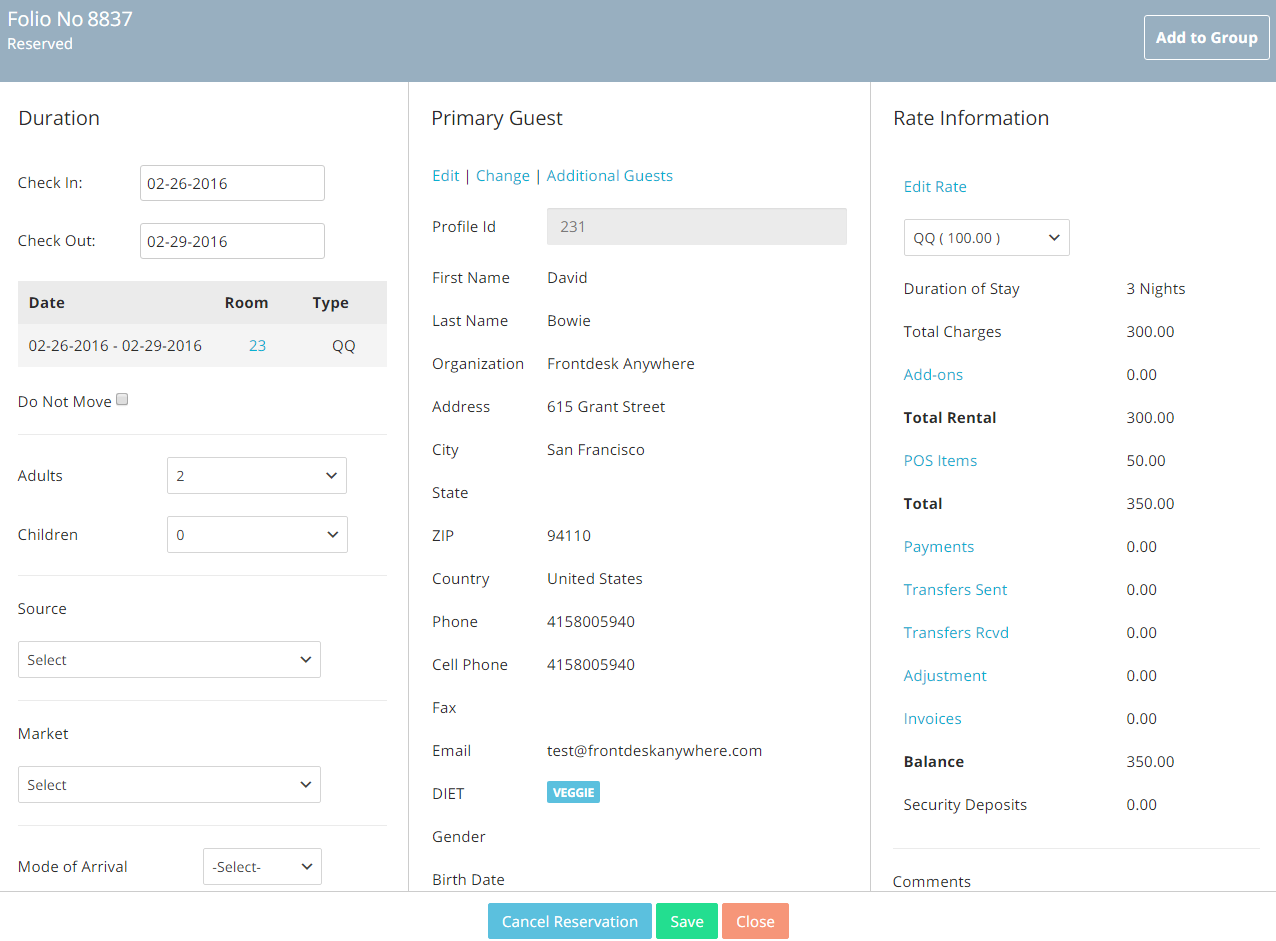 Folio No 8837
Reserved
Add to Group
Duration
Check In: 02-26-2016
Check Out: 02-29-2016
Date Room Type
02-26-2016 - 02-29-2016 23 QQ
Do Not Move
Adults 2
Children 0
Source
Select
Market
Select
Mode of Arrival -Select-
Primary Guest
Edit | Change | Additional Guests
Profile Id 231
First Name David
Last Name Bowie
Organization Frontdesk Anywhere
Address 615 Grant Street
City San Francisco
State
ZIP 94110
Country United States
Phone 4158005940
Cell Phone 4158005940
Fax
Email test@frontdeskanywhere.com
DIET VEGGIE
Gender
Birth Date
Rate Information
Edit Rate
QQ ( 100.00 )
Duration of Stay 3 Nights
Total Charges 300.00
Add-ons 0.00
Total Rental 300.00
POS Items 50.00
Total 350.00
Payments 0.00
Transfers Sent 0.00
Transfers Rcvd 0.00
Adjustment 0.00
Invoices 0.00
Balance 350.00
Security Deposits 0.00
Comments
Cancel Reservation Save Close